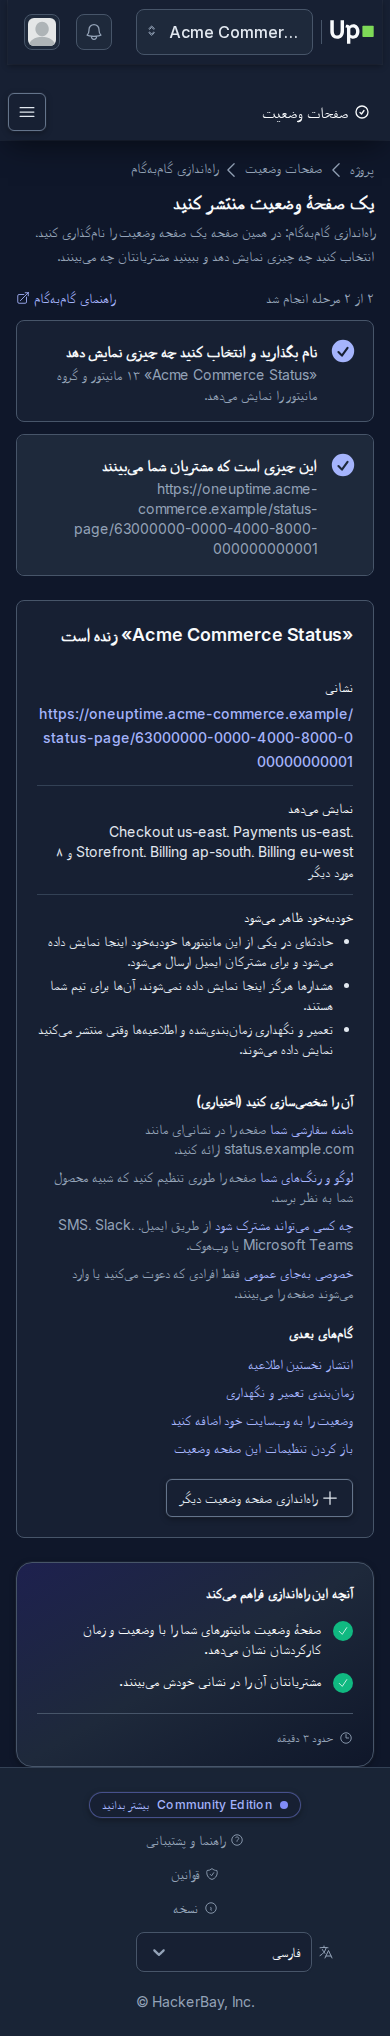 Up
Acme Commer...
صفحات وضعیت
پروژه
صفحات وضعیت
راه‌اندازی گام‌به‌گام
یک صفحهٔ وضعیت منتشر کنید
راه‌اندازی گام‌به‌گام: در همین صفحه یک صفحه وضعیت را نام‌گذاری کنید.
انتخاب کنید چه چیزی نمایش دهد و ببینید مشتریانتان چه می‌بینند.
۲ از ۲ مرحله انجام شد
راهنمای گام‌به‌گام
نام بگذارید و انتخاب کنید چه چیزی نمایش دهد
«Acme Commerce Status» ۱۳ مانیتور و گروه
مانیتور را نمایش می‌دهد.
این چیزی است که مشتریان شما می‌بینند
https://oneuptime.acme-
commerce.example/status-
page/63000000-0000-4000-8000-
000000000001
«Acme Commerce Status» زنده است
نشانی
https://oneuptime.acme-commerce.example/
status-page/63000000-0000-4000-8000-0
00000000001
نمایش می‌دهد
Checkout us-east. Payments us-east.
Storefront. Billing ap-south. Billing eu-west و ۸
مورد دیگر
خودبه‌خود ظاهر می‌شود
حادثه‌ای در یکی از این مانیتورها خودبه‌خود اینجا نمایش داده
می‌شود و برای مشترکان ایمیل ارسال می‌شود.
هشدارها هرگز اینجا نمایش داده نمی‌شوند. آن‌ها برای تیم شما
هستند.
تعمیر و نگهداری زمان‌بندی‌شده و اطلاعیه‌ها وقتی منتشر می‌کنید
نمایش داده می‌شوند.
آن را شخصی‌سازی کنید (اختیاری)
دامنه سفارشی شما صفحه را در نشانی‌ای مانند
status.example.com ارائه کنید.
لوگو و رنگ‌های شما صفحه را طوری تنظیم کنید که شبیه محصول
شما به نظر برسد.
چه کسی می‌تواند مشترک شود از طریق ایمیل. SMS. Slack.
Microsoft Teams یا وب‌هوک.
خصوصی به‌جای عمومی فقط افرادی که دعوت می‌کنید یا وارد
می‌شوند صفحه را می‌بینند.
گام‌های بعدی
انتشار نخستین اطلاعیه
زمان‌بندی تعمیر و نگهداری
وضعیت را به وب‌سایت خود اضافه کنید
باز کردن تنظیمات این صفحه وضعیت
راه‌اندازی صفحه وضعیت دیگر
آنچه این راه‌اندازی فراهم می‌کند
صفحهٔ وضعیت مانیتورهای شما را با وضعیت و زمان
کارکردشان نشان می‌دهد.
مشتریانتان آن را در نشانی خودش می‌بینند.
حدود ۳ دقیقه
Community Edition بیشتر بدانید
راهنما و پشتیبانی
قوانین
نسخه
فارسی
© HackerBay, Inc.